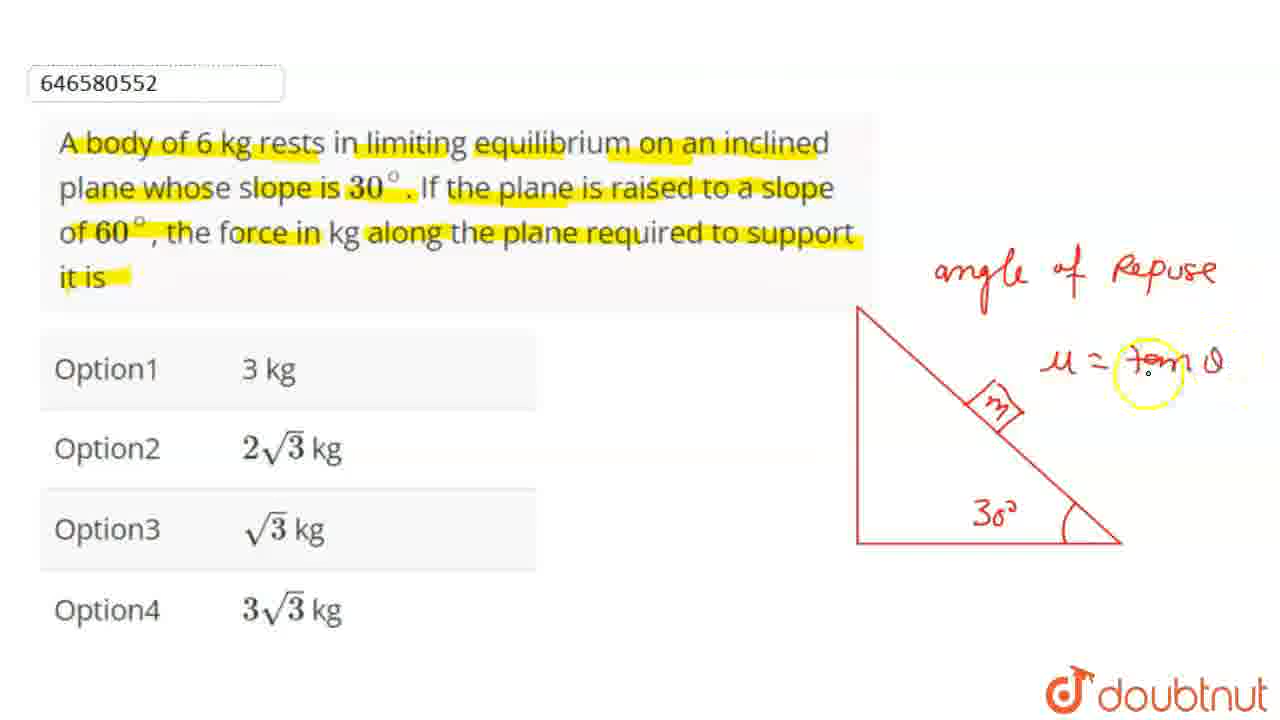 646580552
A body of 6 kg rests in limiting equilibrium on an inclined
plane whose slope is 30°. If the plane is raised to a slope
of 60°, the force in kg along the plane required to support
it is
angle of Repuse
μ = tan θ
m
30°
Option1 3 kg
Option2 2√3 kg
Option3 √3 kg
Option4 3√3 kg
doubtnut